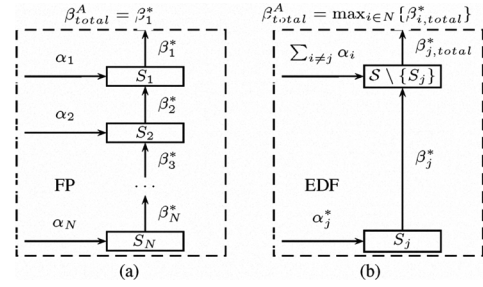 β^A_total = β*_1
β*_1
α_1
S_1
β*_2
α_2
S_2
β*_3
FP
...
β*_N
α_N
S_N
(a)
β^A_total = max_{i∈N}{β*_{i,total}}
β*_{j,total}
∑_{i≠j} α_i
S \ {S_j}
β*_j
EDF
α*_j
S_j
(b)